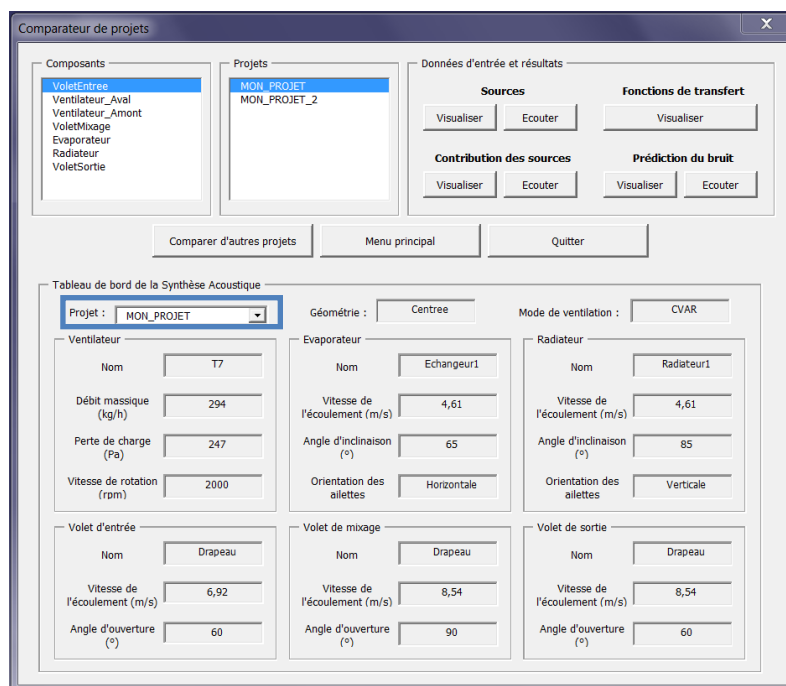 Comparateur de projets
X
Composants
VoletEntree
Ventilateur_Aval
Ventilateur_Amont
VoletMixage
Evaporateur
Radiateur
VoletSortie
Projets
MON_PROJET
MON_PROJET_2
Données d'entrée et résultats
Sources
Visualiser Ecouter
Fonctions de transfert
Visualiser
Contribution des sources
Visualiser Ecouter
Prédiction du bruit
Visualiser Ecouter
Comparer d'autres projets Menu principal Quitter
Tableau de bord de la Synthèse Acoustique
Projet : MON_PROJET Géométrie : Centree Mode de ventilation : CVAR
Ventilateur
Nom T7
Débit massique
(kg/h) 294
Perte de charge
(Pa) 247
Vitesse de rotation
(rpm) 2000
Evaporateur
Nom Echangeur1
Vitesse de
l'écoulement (m/s) 4,61
Angle d'inclinaison
(°) 65
Orientation des
ailettes Horizontale
Radiateur
Nom Radiateur1
Vitesse de
l'écoulement (m/s) 4,61
Angle d'inclinaison
(°) 85
Orientation des
ailettes Verticale
Volet d'entrée
Nom Drapeau
Vitesse de
l'écoulement (m/s) 6,92
Angle d'ouverture
(°) 60
Volet de mixage
Nom Drapeau
Vitesse de
l'écoulement (m/s) 8,54
Angle d'ouverture
(°) 90
Volet de sortie
Nom Drapeau
Vitesse de
l'écoulement (m/s) 8,54
Angle d'ouverture
(°) 60